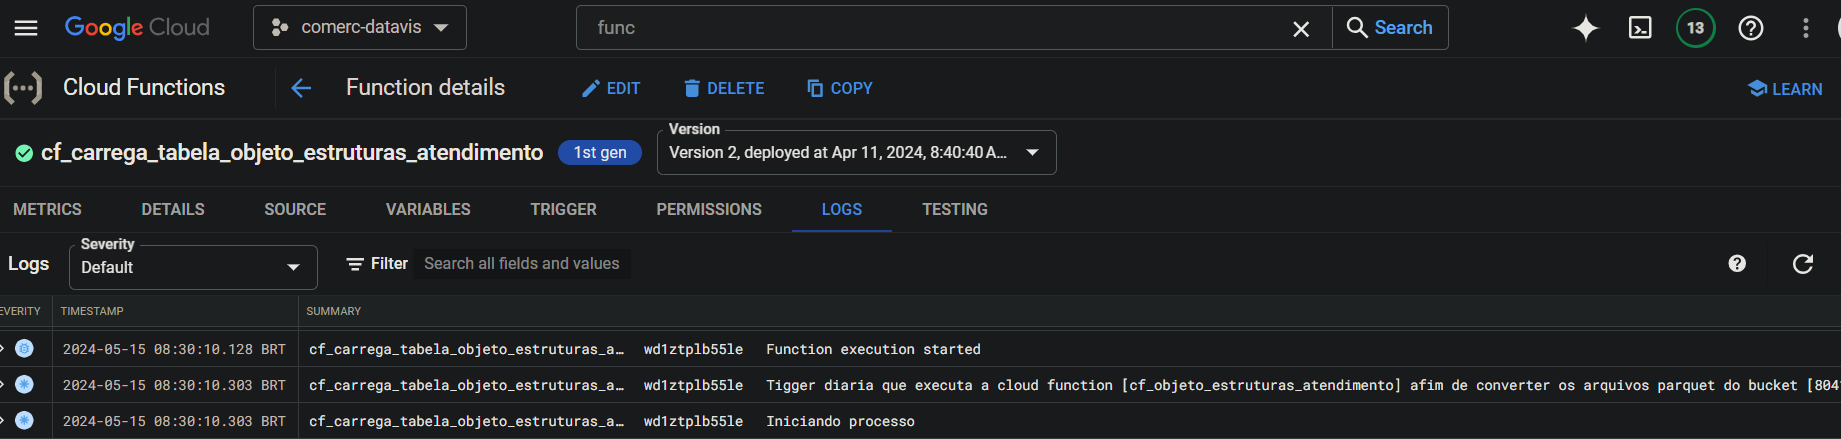 Google Cloud comerc-datavis func Search 13
Cloud Functions Function details EDIT DELETE COPY LEARN
cf_carrega_tabela_objeto_estruturas_atendimento 1st gen Version Version 2, deployed at Apr 11, 2024, 8:40:40 A...
METRICS DETAILS SOURCE VARIABLES TRIGGER PERMISSIONS LOGS TESTING
Logs Severity Default Filter Search all fields and values
EVERITY TIMESTAMP SUMMARY
2024-05-15 08:30:10.128 BRT cf_carrega_tabela_objeto_estruturas_a… wd1ztplb55le Function execution started
2024-05-15 08:30:10.303 BRT cf_carrega_tabela_objeto_estruturas_a… wd1ztplb55le Tigger diaria que executa a cloud function [cf_objeto_estruturas_atendimento] afim de converter os arquivos parquet do bucket [804
2024-05-15 08:30:10.303 BRT cf_carrega_tabela_objeto_estruturas_a… wd1ztplb55le Iniciando processo